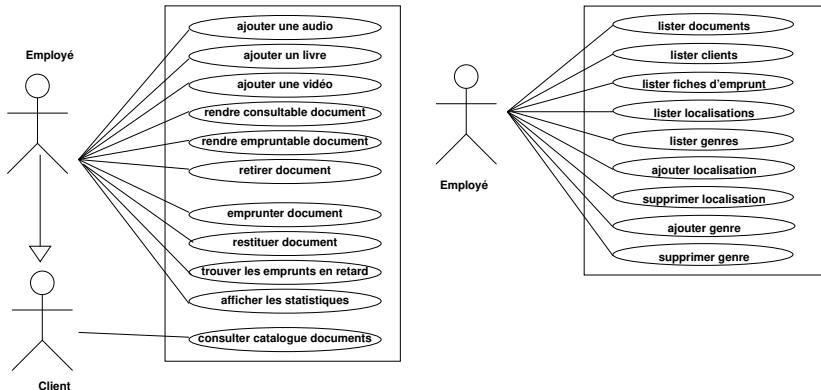 Employé
ajouter une audio
ajouter un livre
ajouter une vidéo
rendre consultable document
rendre empruntable document
retirer document
emprunter document
restituer document
trouver les emprunts en retard
afficher les statistiques
consulter catalogue documents
Client
lister documents
lister clients
lister fiches d'emprunt
lister localisations
lister genres
ajouter localisation
supprimer localisation
ajouter genre
supprimer genre
Employé